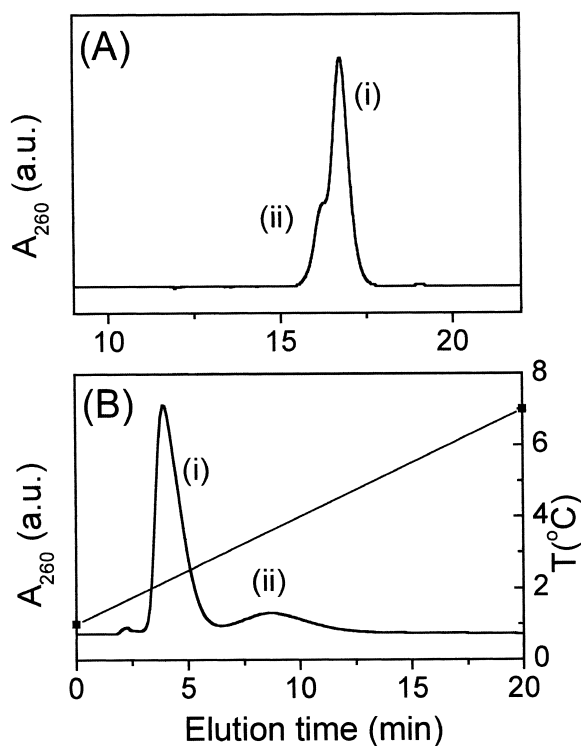 (A)
(i)
(ii)
A260 (a.u.)
10 15 20
(B)
(i)
(ii)
A260 (a.u.)
8
6
4
2
0
T(°C)
0 5 10 15 20
Elution time (min)